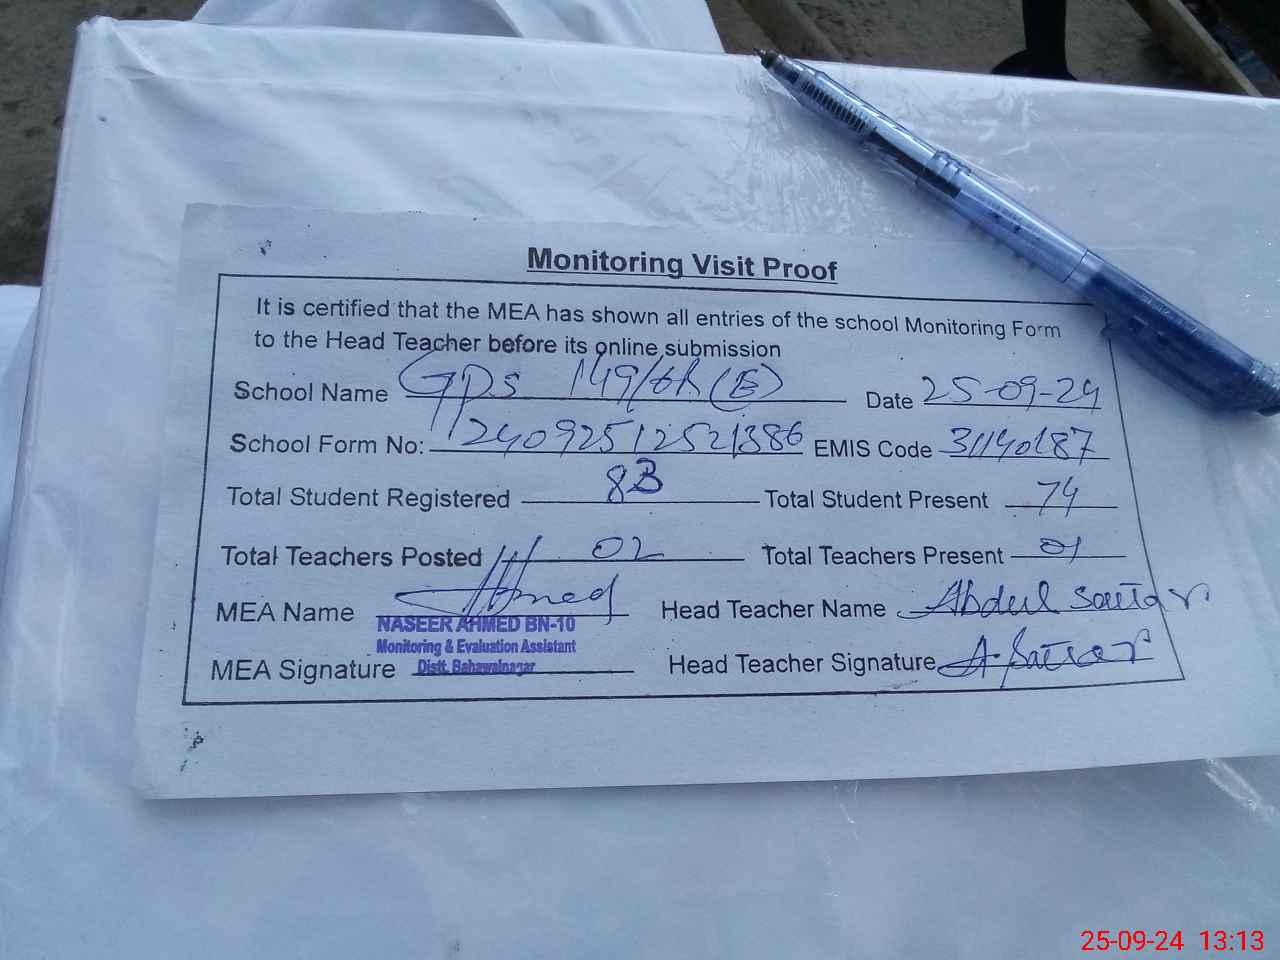 Monitoring Visit Proof
It is certified that the MEA has shown all entries of the school Monitoring Form
to the Head Teacher before its online submission
School Name GPS 149/6R (E) Date 25-09-24
School Form No: 24092512521386 EMIS Code 31140187
Total Student Registered 83 Total Student Present 74
Total Teachers Posted 02 Total Teachers Present 01
MEA Name Ahmed Head Teacher Name Abdul Sattar
NASEER AHMED BN-10
Monitoring & Evaluation Assistant
MEA Signature Distt. Bahawalnagar Head Teacher Signature A. Sattar
25-09-24 13:13